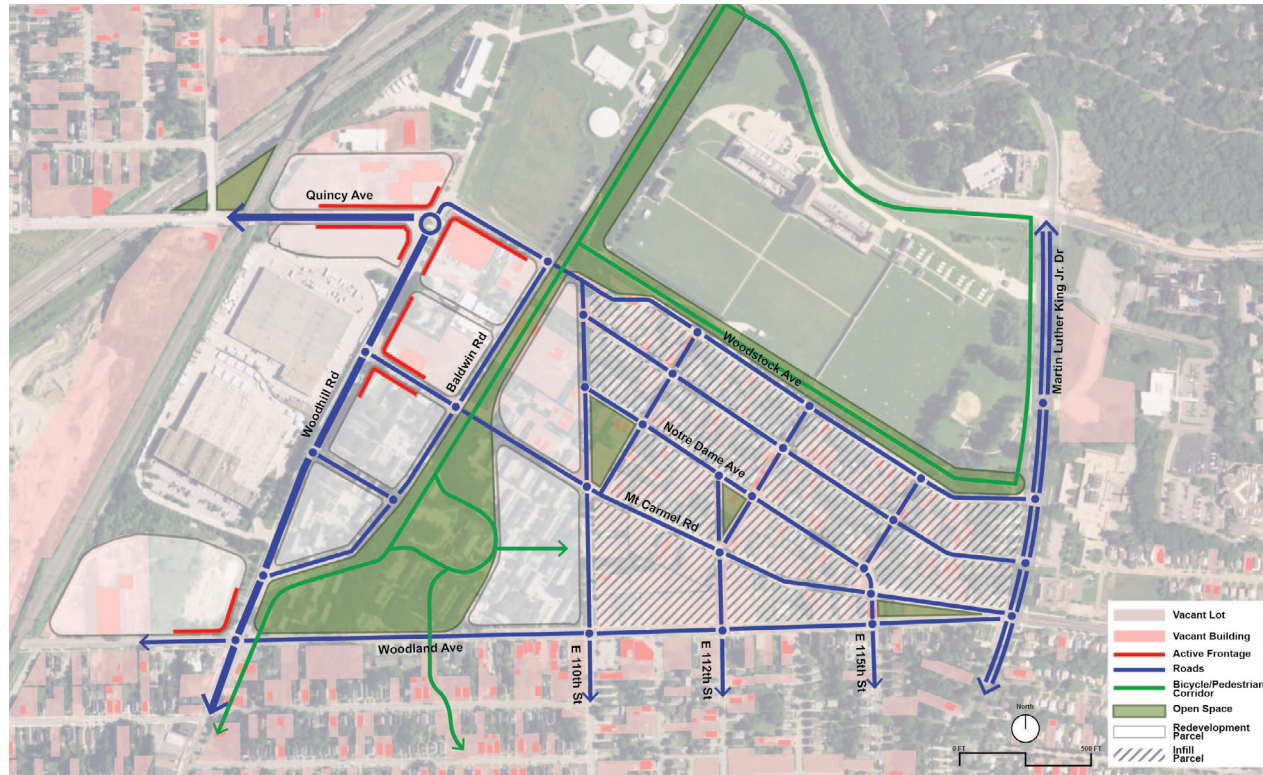 Quincy Ave
Woodhill Rd
Baldwin Rd
Woodstock Ave
Martin Luther King Jr. Dr
Notre Dame Ave
Mt Carmel Rd
Woodland Ave
E 110th St
E 112th St
E 115th St
North
0 FT
500 FT
Vacant Lot
Vacant Building
Active Frontage
Roads
Bicycle/Pedestrian
Corridor
Open Space
Redevelopment
Parcel
Infill
Parcel